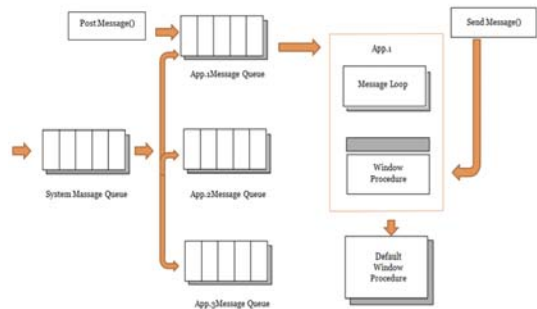 Post Message()
App.1Message Queue
App.1
Message Loop
Window
Procedure
Send Message()
System Massage Queue
App.2Message Queue
Default
Window
Procedure
App.3Message Queue